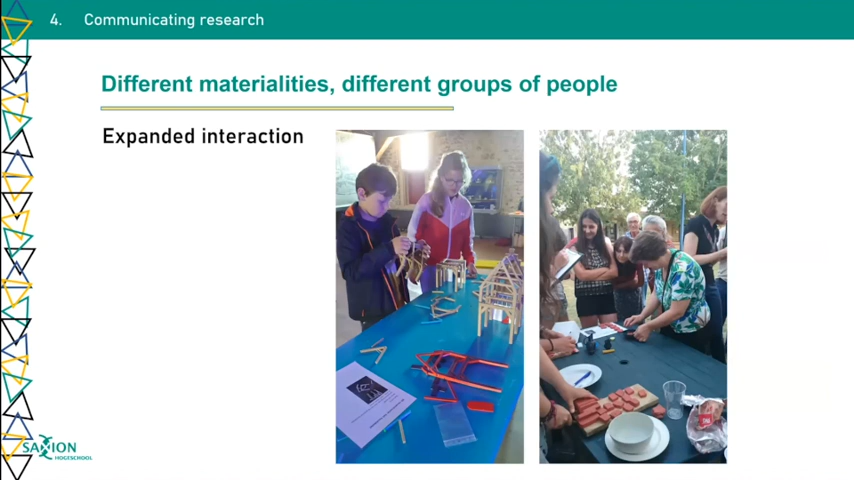 4. Communicating research
Different materialities, different groups of people
Expanded interaction
SAXION
HOGESCHOOL